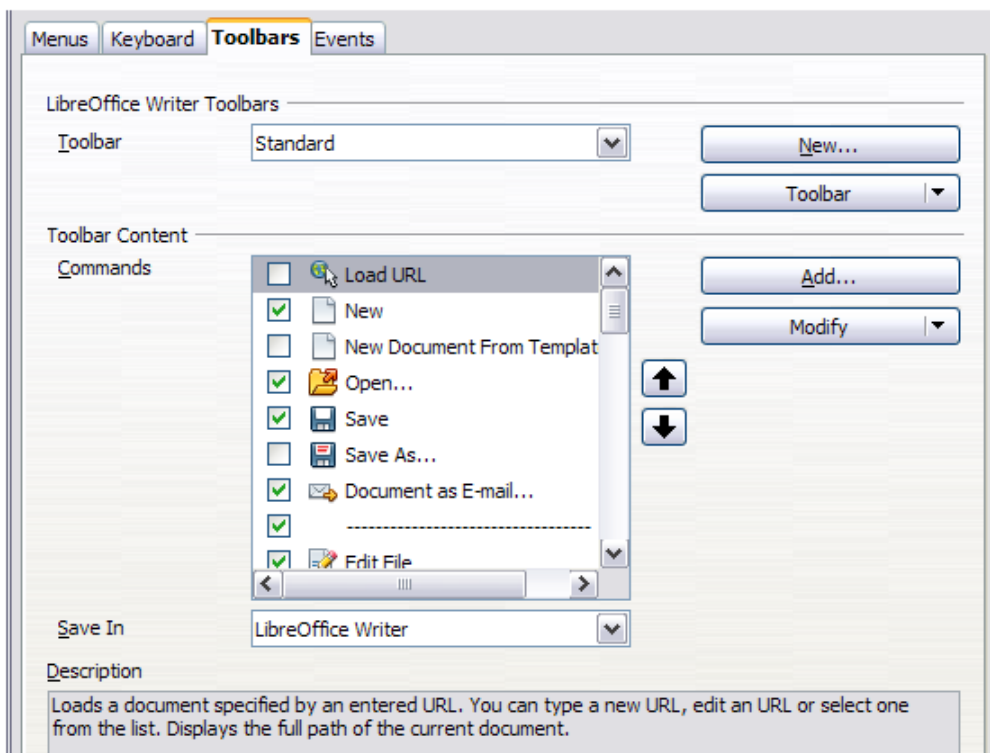 Menus Keyboard Toolbars Events
LibreOffice Writer Toolbars
Toolbar Standard New...
Toolbar
Toolbar Content
Commands Load URL Add...
New
Modify
New Document From Templat
Open...
Save
Save As...
Document as E-mail...
----------------------------------
Edit File
Save In LibreOffice Writer
Description
Loads a document specified by an entered URL. You can type a new URL, edit an URL or select one
from the list. Displays the full path of the current document.